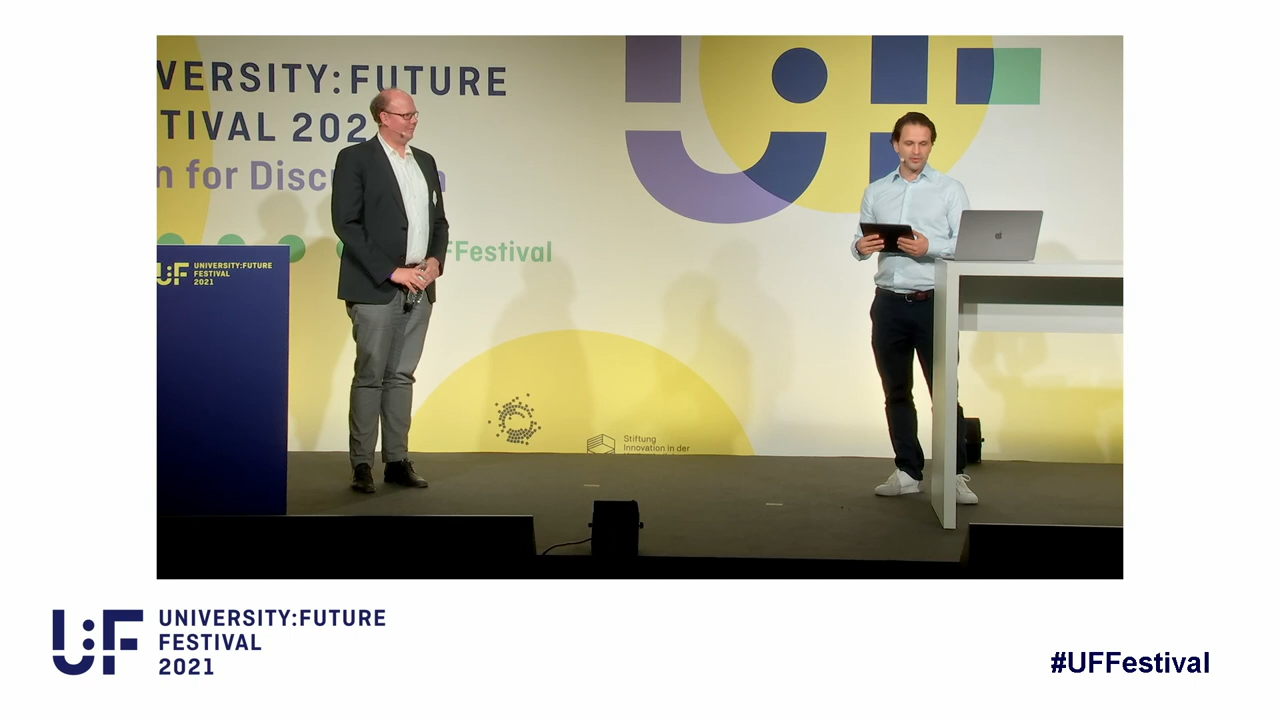 VERSITY:FUTURE
TIVAL 202
n for Disc
FFestival
U:F
UNIVERSITY:FUTURE
FESTIVAL
2021
Stiftung
Innovation in der
U:F
UNIVERSITY:FUTURE
FESTIVAL
2021
#UFFestival